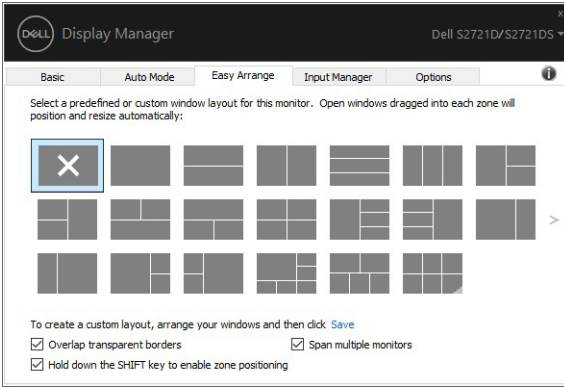 x
DELL Display Manager
Dell S2721D/S2721DS
Basic Auto Mode Easy Arrange Input Manager Options i
Select a predefined or custom window layout for this monitor. Open windows dragged into each zone will
position and resize automatically:
>
To create a custom layout, arrange your windows and then click Save
Overlap transparent borders Span multiple monitors
Hold down the SHIFT key to enable zone positioning